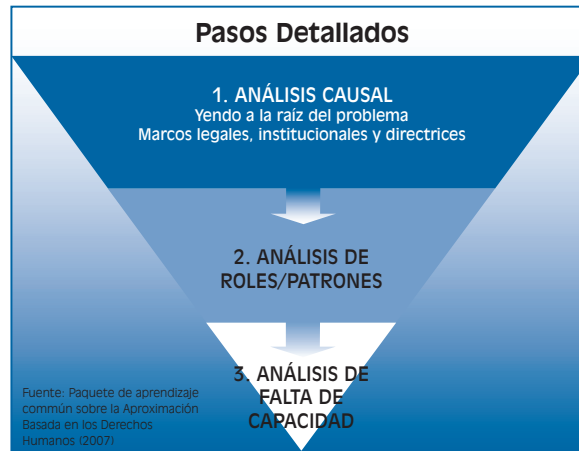 Pasos Detallados
1. ANÁLISIS CAUSAL
Yendo a la raíz del problema
Marcos legales, institucionales y directrices
2. ANÁLISIS DE
ROLES/PATRONES
3. ANÁLISIS DE
FALTA DE
CAPACIDAD
Fuente: Paquete de aprendizaje
commún sobre la Aproximación
Basada en los Derechos
Humanos (2007)